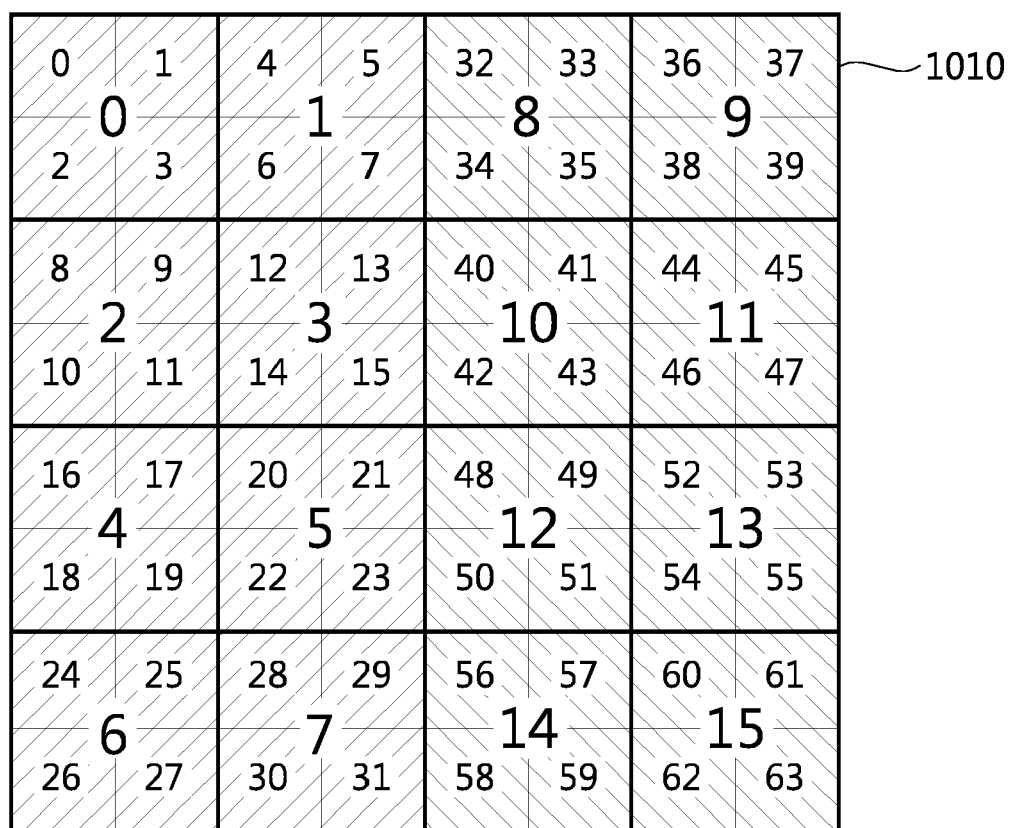 0 1 4 5 32 33 36 37 1010
0 1 8 9
2 3 6 7 34 35 38 39
8 9 12 13 40 41 44 45
2 3 10 11
10 11 14 15 42 43 46 47
16 17 20 21 48 49 52 53
4 5 12 13
18 19 22 23 50 51 54 55
24 25 28 29 56 57 60 61
6 7 14 15
26 27 30 31 58 59 62 63